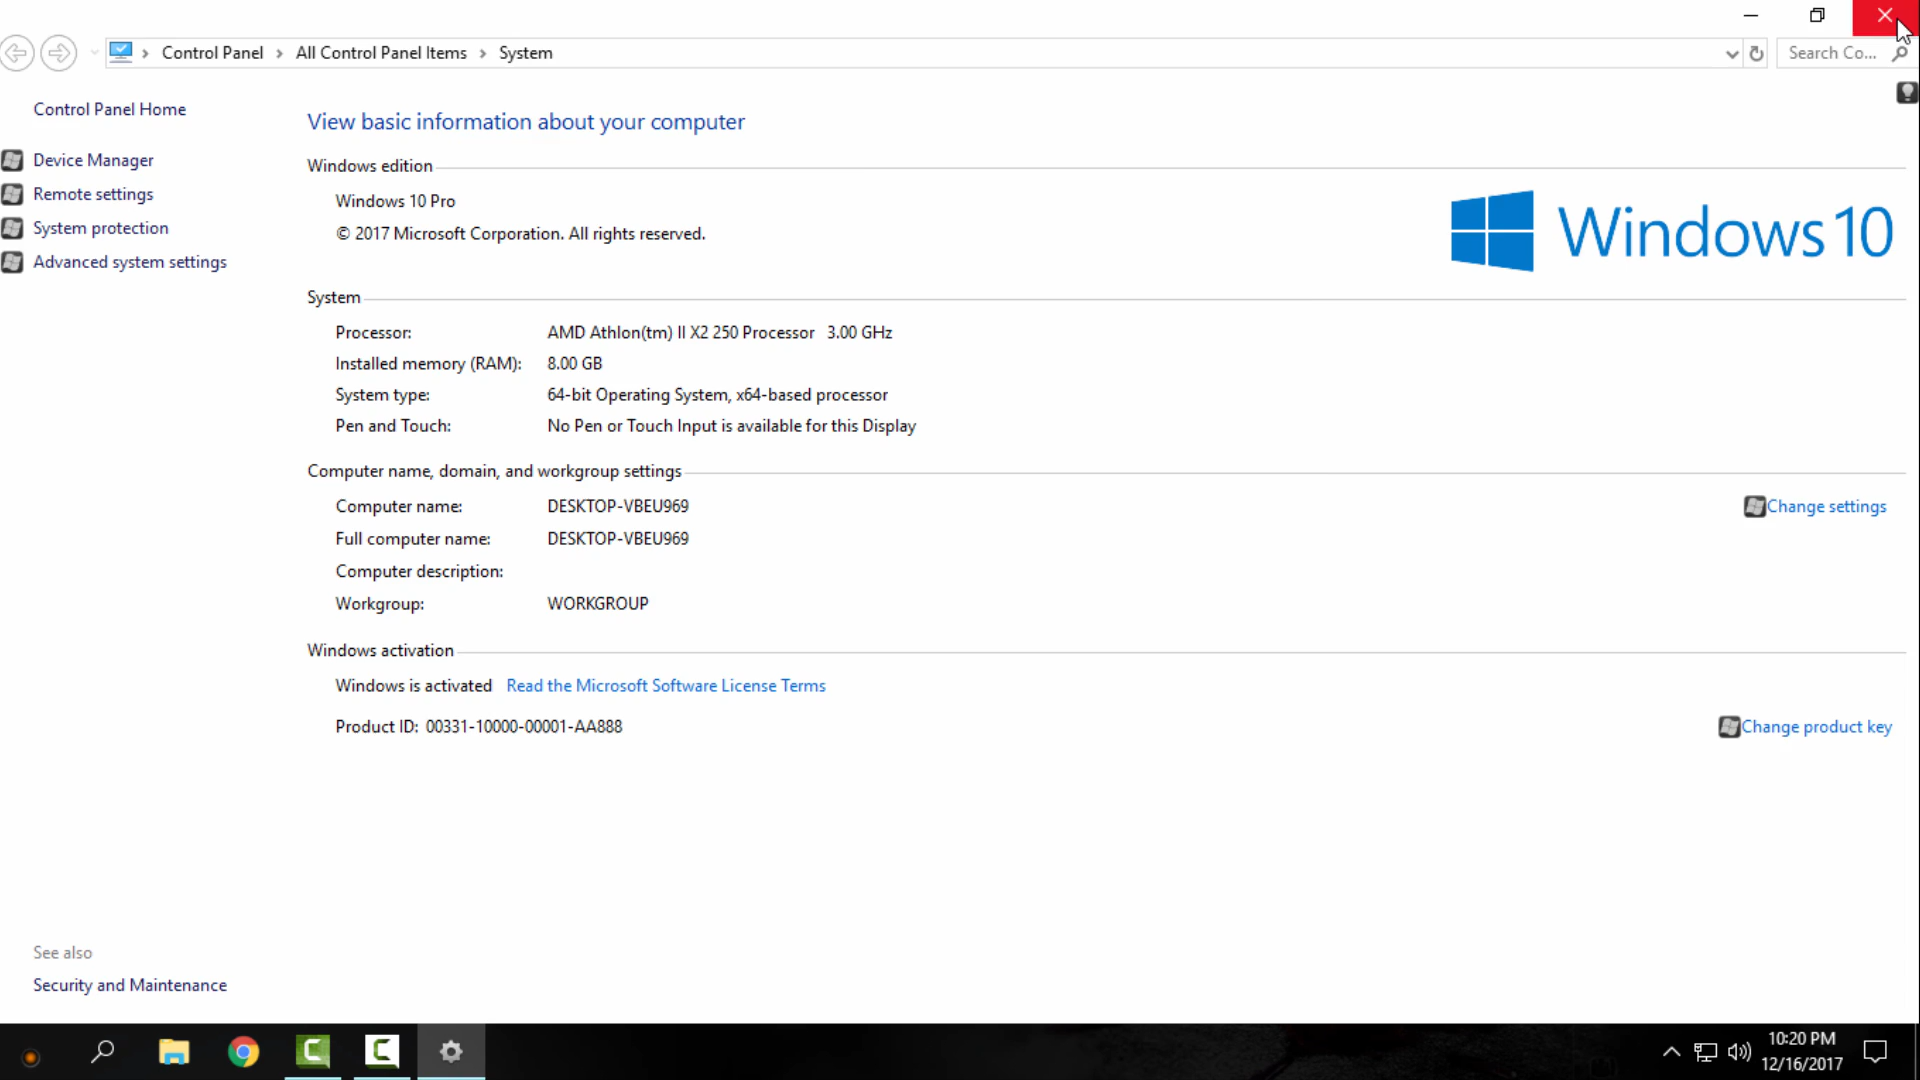 Control Panel › All Control Panel Items › System
Search Co...
Control Panel Home
Device Manager
Remote settings
System protection
Advanced system settings
View basic information about your computer
Windows edition
Windows 10 Pro
© 2017 Microsoft Corporation. All rights reserved.
Windows 10
System
Processor: AMD Athlon(tm) II X2 250 Processor 3.00 GHz
Installed memory (RAM): 8.00 GB
System type: 64-bit Operating System, x64-based processor
Pen and Touch: No Pen or Touch Input is available for this Display
Computer name, domain, and workgroup settings
Computer name: DESKTOP-VBEU969
Change settings
Full computer name: DESKTOP-VBEU969
Computer description:
Workgroup: WORKGROUP
Windows activation
Windows is activated Read the Microsoft Software License Terms
Product ID: 00331-10000-00001-AA888
Change product key
See also
Security and Maintenance
10:20 PM
12/16/2017